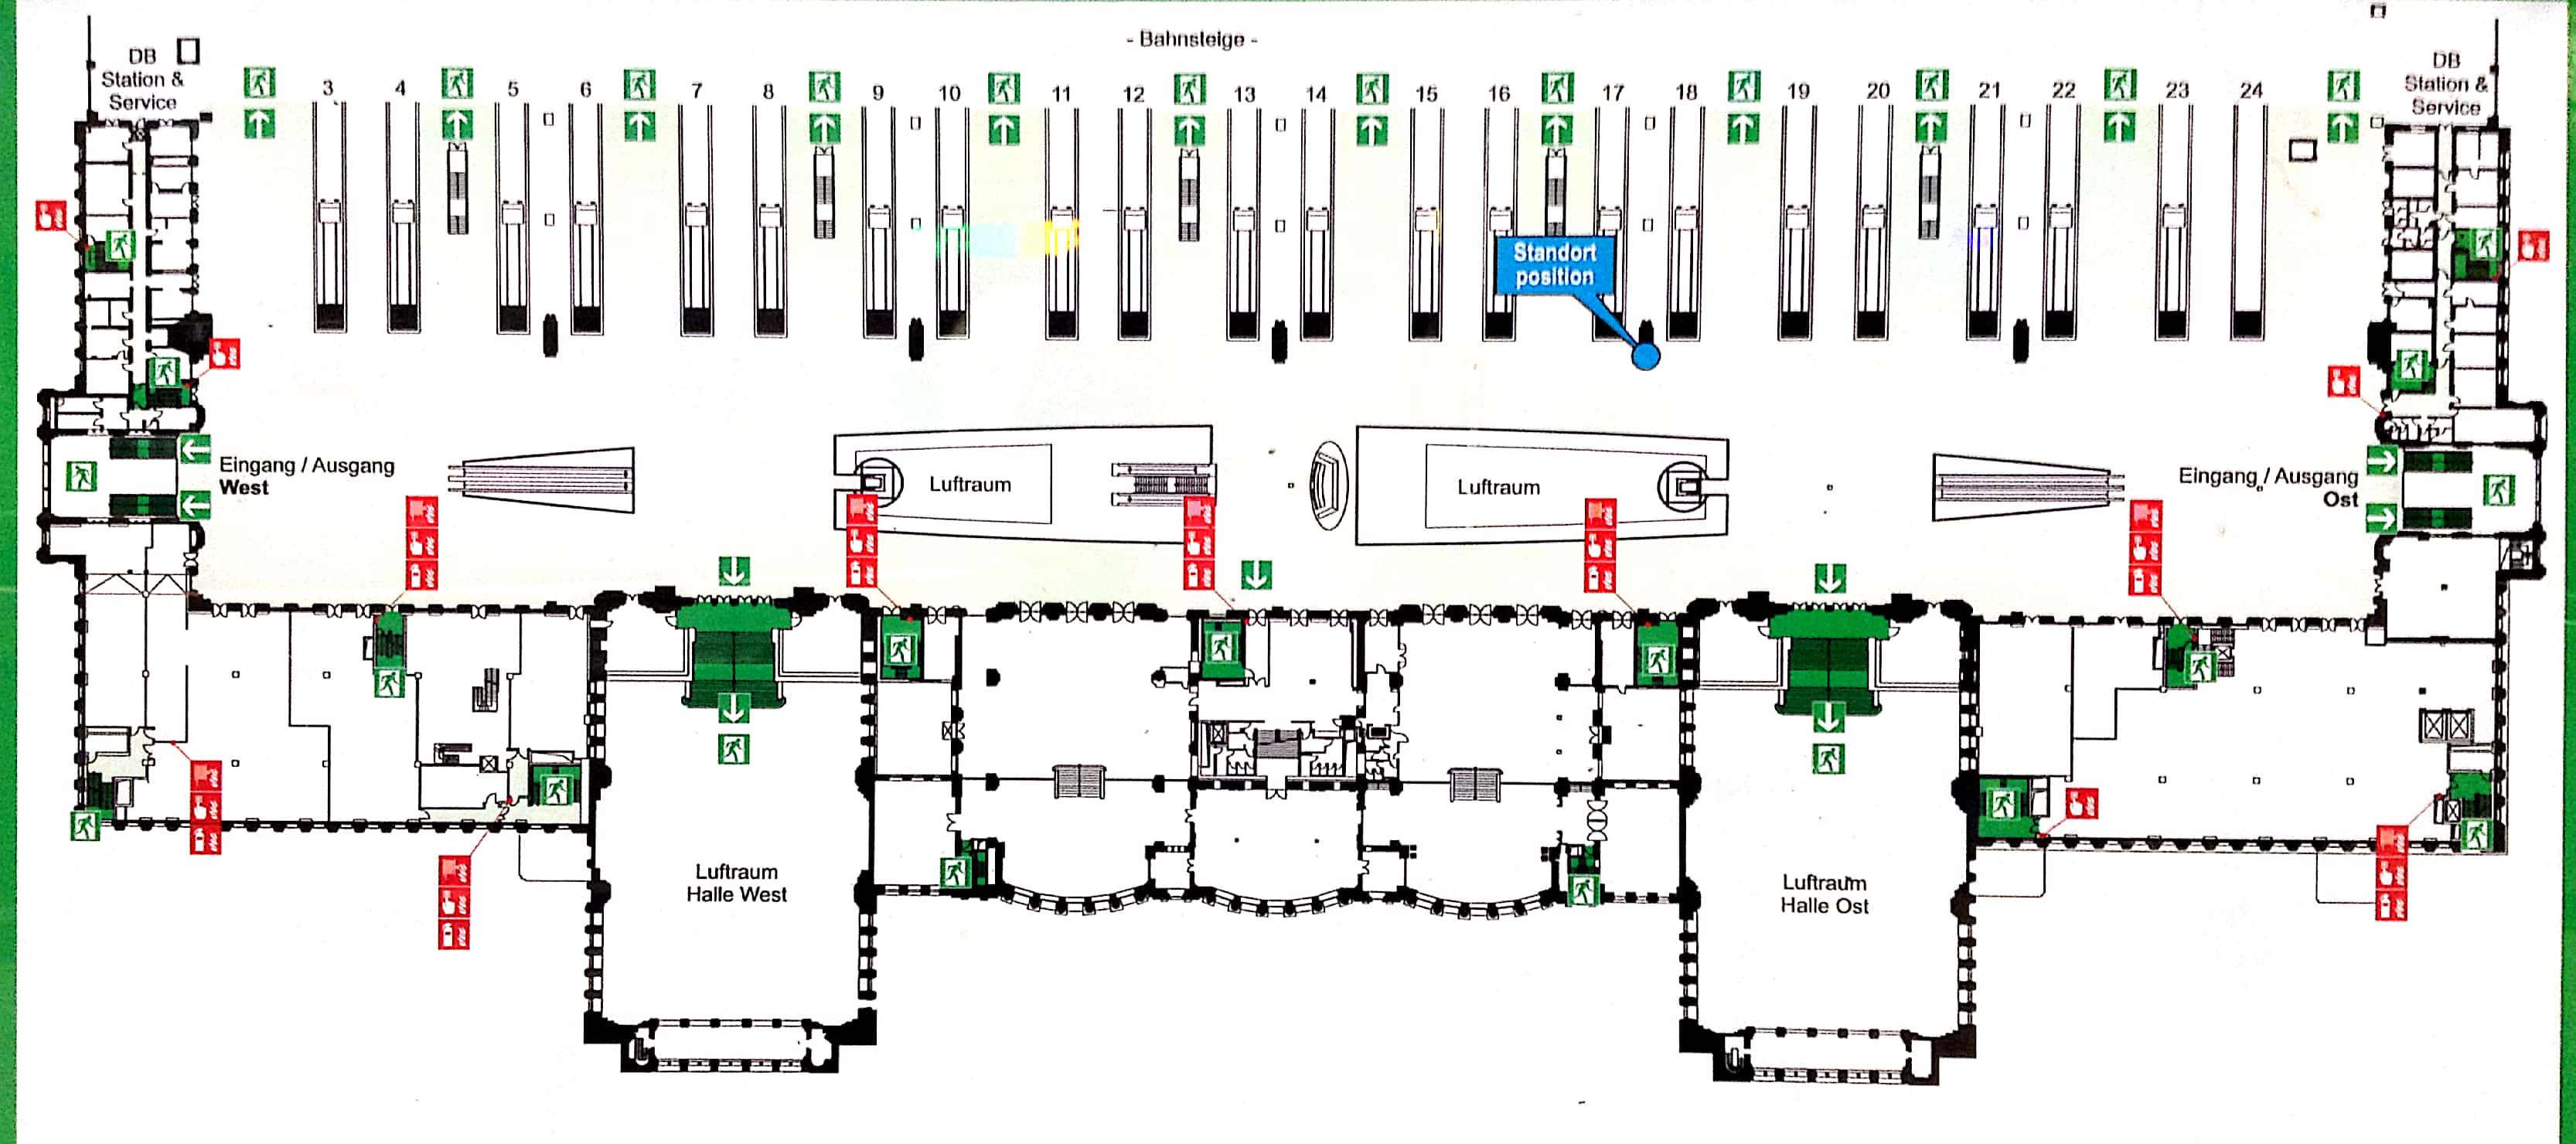 - Bahnsteige -
DB
Station &
Service
3 4 5 6 7 8 9 10 11 12 13 14 15 16 17 18 19 20 21 22 23 24
DB
Station &
Service
Standort
position
Eingang / Ausgang
West
Luftraum
Luftraum
Eingang / Ausgang
Ost
Luftraum
Halle West
Luftraum
Halle Ost